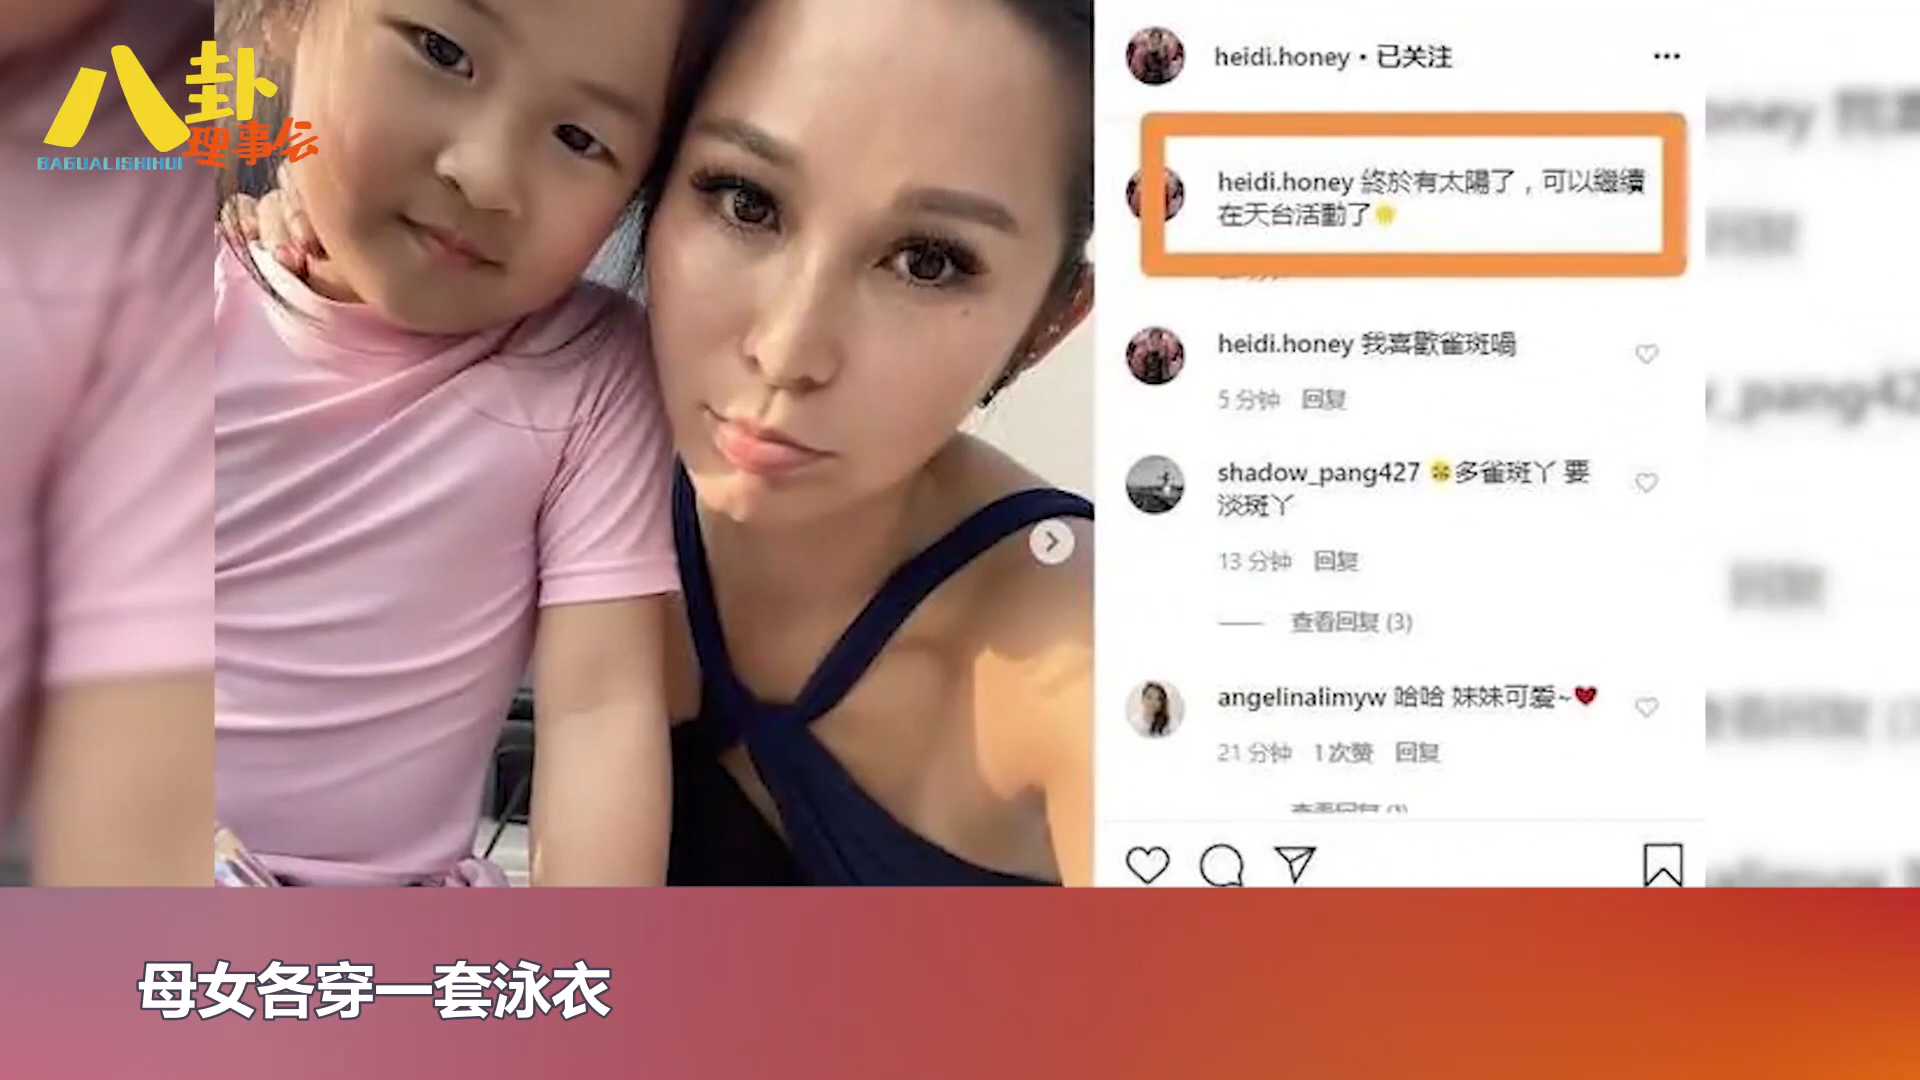 八卦
理事会
BAGUALISHIHUI
heidi.honey • 已关注
heidi.honey 終於有太陽了，可以繼續
在天台活動了
heidi.honey 我喜歡雀斑喎
5 分钟 回复
shadow_pang427 多雀斑丫 要
淡斑丫
13 分钟 回复
查看回复 (3)
angelinalimyw 哈哈 妹妹可爱~
21 分钟 1次赞 回复
母女各穿一套泳衣